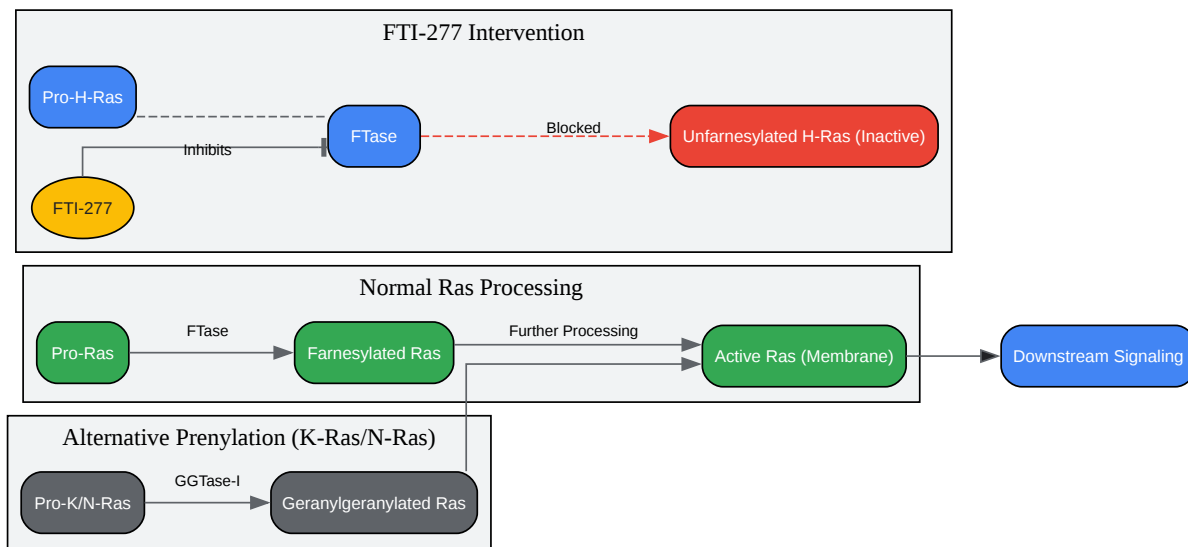 FTI-277 Intervention
Pro-H-Ras
FTase
Blocked
Unfarnesylated H-Ras (Inactive)
Inhibits
FTI-277
Normal Ras Processing
Pro-Ras
FTase
Farnesylated Ras
Further Processing
Active Ras (Membrane)
Downstream Signaling
Alternative Prenylation (K-Ras/N-Ras)
Pro-K/N-Ras
GGTase-I
Geranylgeranylated Ras